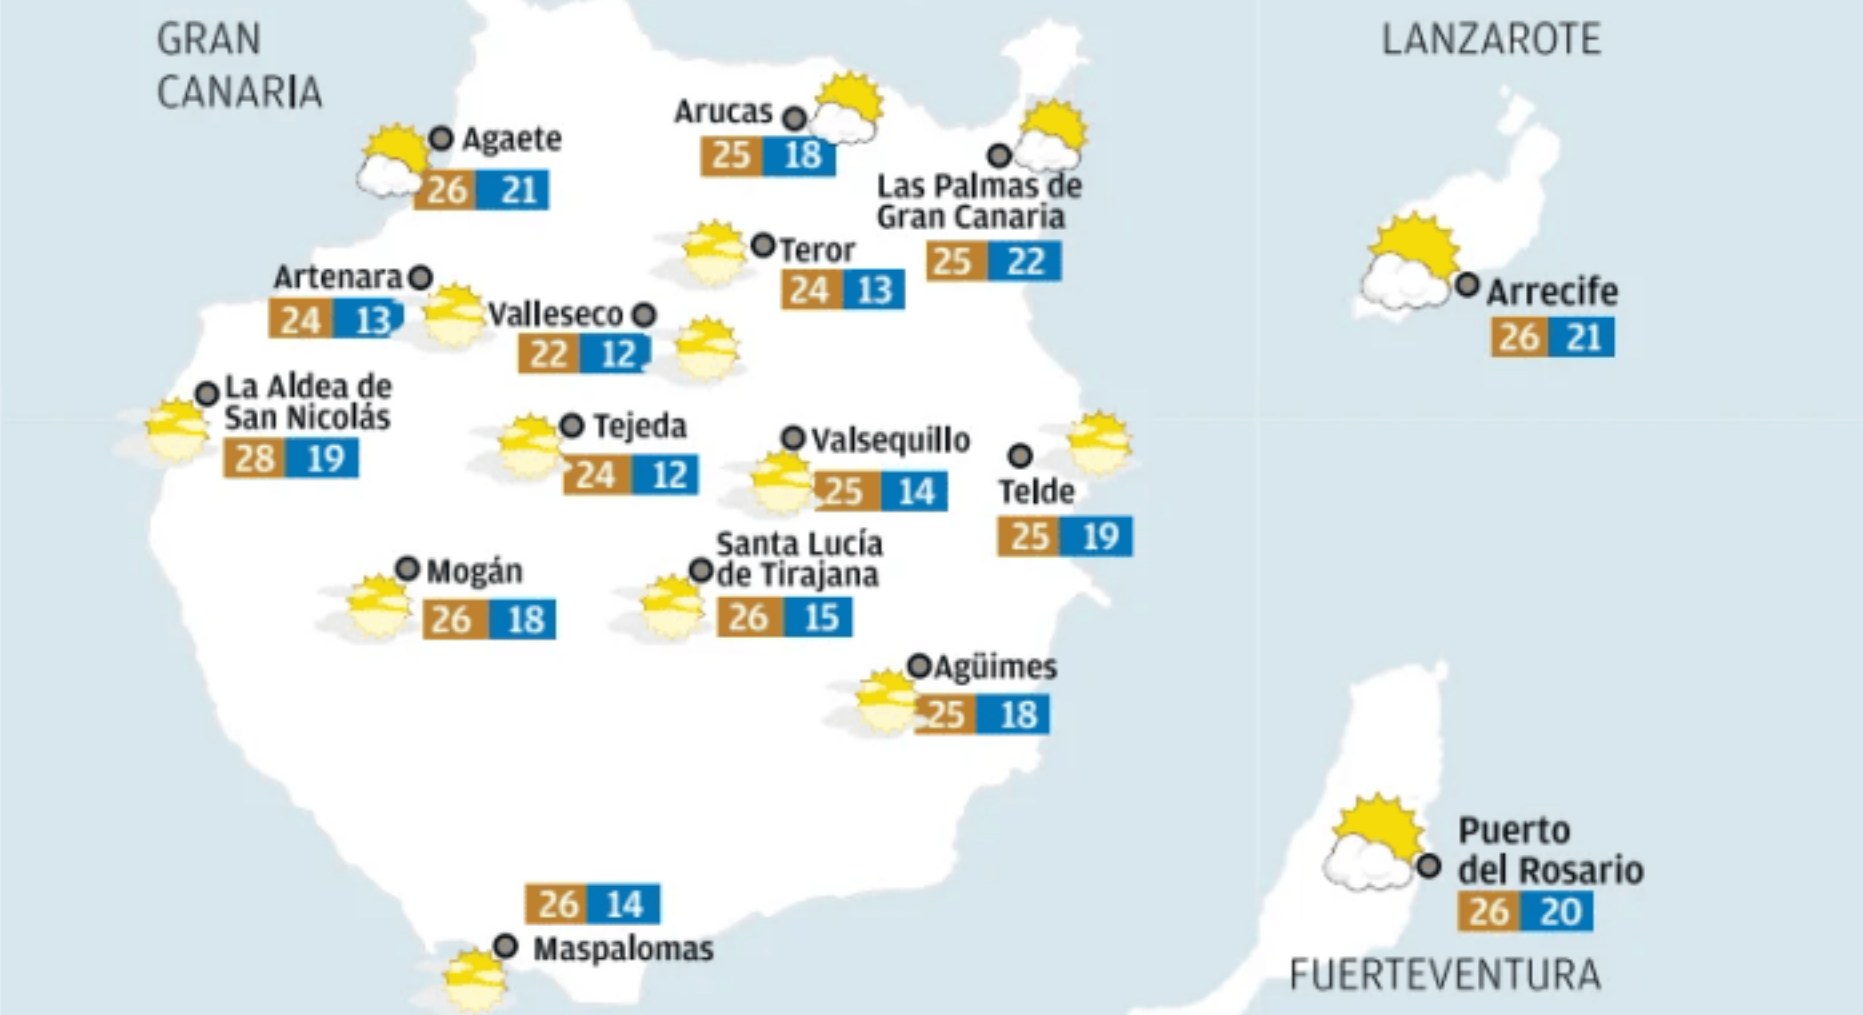 GRAN
CANARIA
LANZAROTE
Agaete
26 21
Arucas
25 18
Las Palmas de
Gran Canaria
25 22
Teror
24 13
Artenara
24 13
Valleseco
22 12
Arrecife
26 21
La Aldea de
San Nicolás
28 19
Tejeda
24 12
Valsequillo
25 14
Telde
25 19
Mogán
26 18
Santa Lucía
de Tirajana
26 15
Agüimes
25 18
26 14
Maspalomas
Puerto
del Rosario
26 20
FUERTEVENTURA